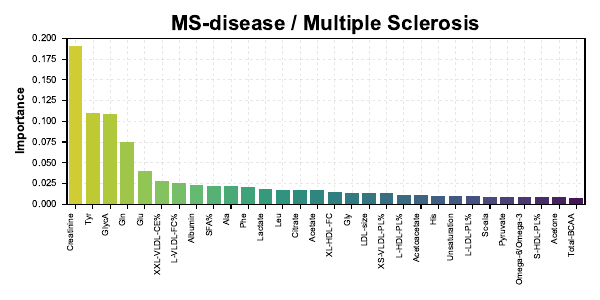 MS-disease / Multiple Sclerosis
Importance
0.200
0.175
0.150
0.125
0.100
0.075
0.050
0.025
0.000
Creatinine
Tyr
GlycA
Gln
Glu
XXL-VLDL-CE%
L-VLDL-FC%
Albumin
SFA%
Ala
Phe
Lactate
Leu
Citrate
Acetate
XL-HDL-FC
Gly
LDL-size
XS-VLDL-PL%
L-HDL-PL%
Acetoacetate
His
Unsaturation
L-LDL-PL%
Pyruvate
Omega-6/Omega-3
S-HDL-PL%
Acetone
Total-BCAA